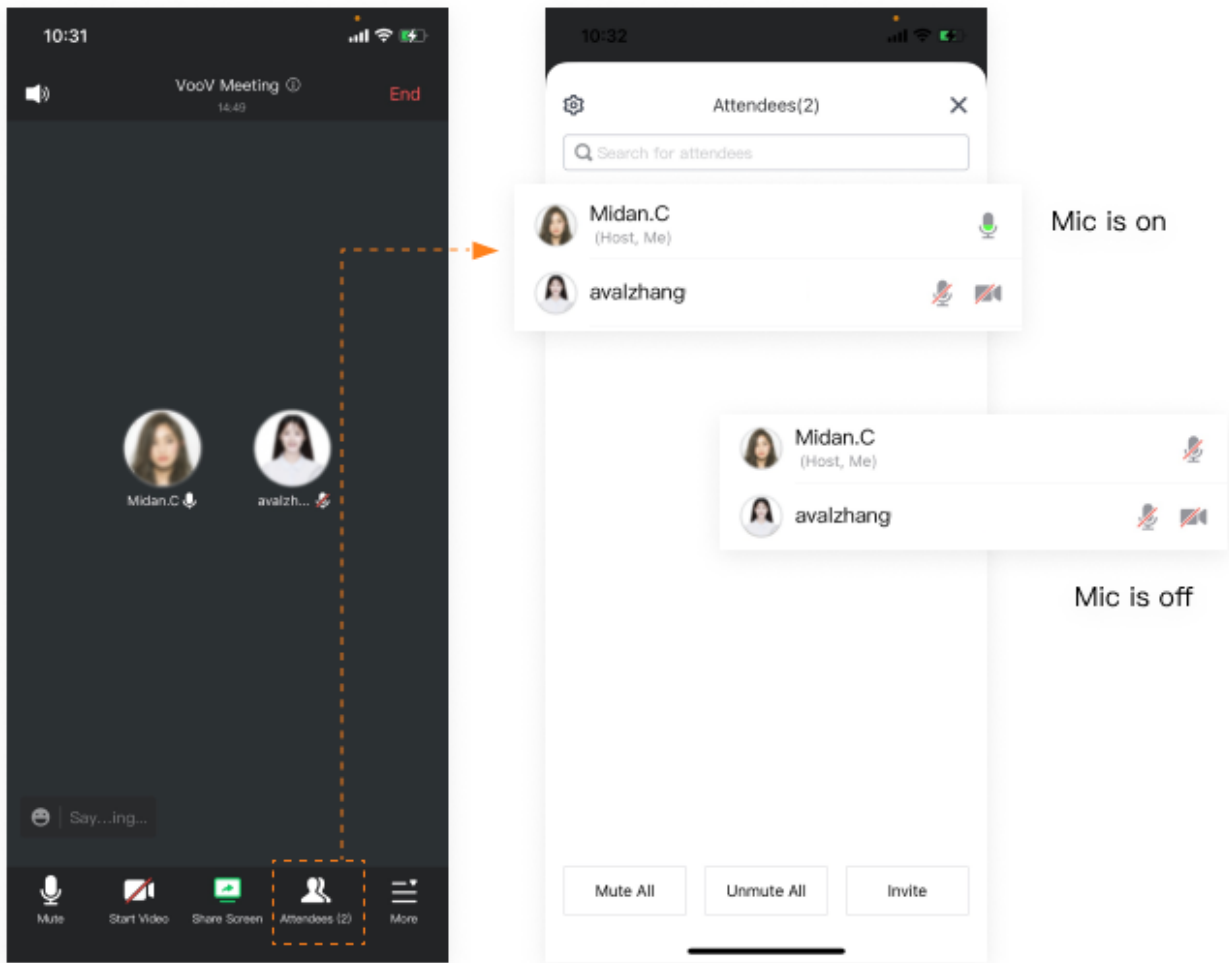 10:31
VooV Meeting
End
14:49
Midan.C
avalzh...
Say...ing...
Mute
Start Video
Share Screen
Attendees (2)
More
10:32
Attendees(2)
Search for attendees
Midan.C
(Host, Me)
avalzhang
Mic is on
Midan.C
(Host, Me)
avalzhang
Mic is off
Mute All
Unmute All
Invite